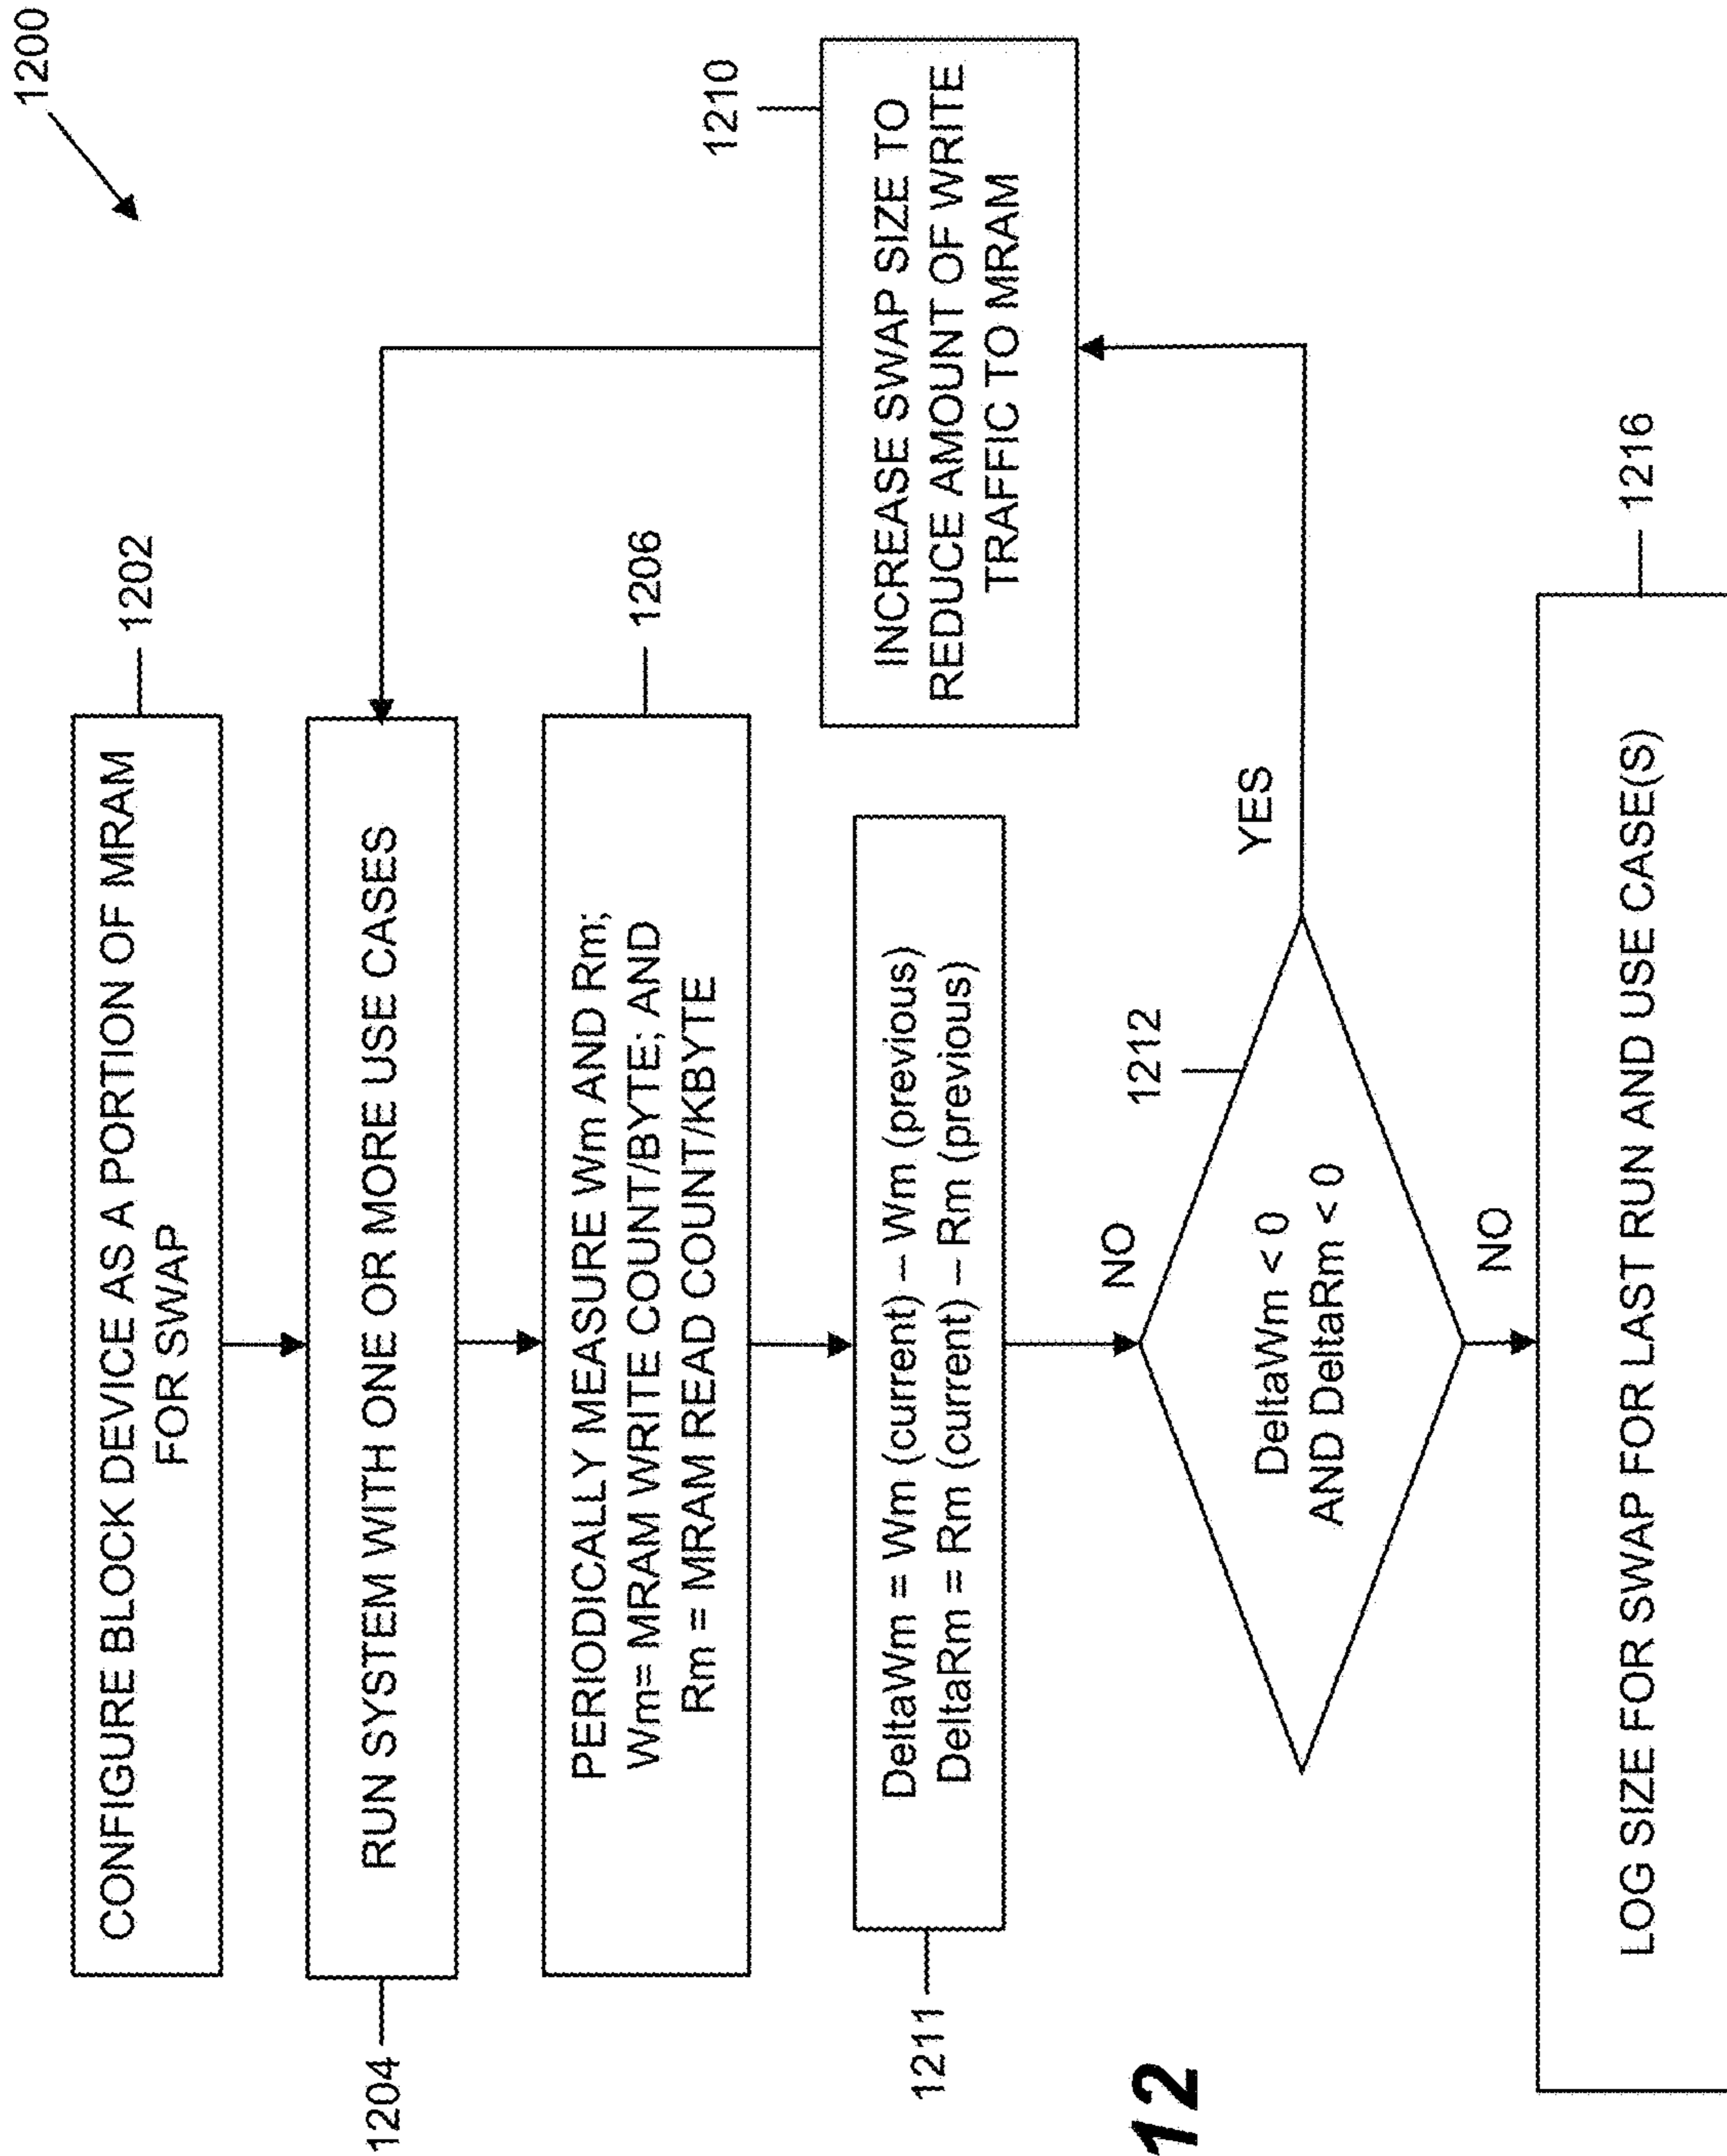 1200
CONFIGURE BLOCK DEVICE AS A PORTION OF MRAM
FOR SWAP
1202
RUN SYSTEM WITH ONE OR MORE USE CASES
1204
PERIODICALLY MEASURE Wm AND Rm;
Wm= MRAM WRITE COUNT/BYTE; AND
Rm = MRAM READ COUNT/KBYTE
1206
INCREASE SWAP SIZE TO
REDUCE AMOUNT OF WRITE
TRAFFIC TO MRAM
1210
DeltaWm = Wm (current) – Wm (previous)
DeltaRm = Rm (current) – Rm (previous)
1211
NO
1212
DeltaWm < 0
AND DeltaRm < 0
YES
NO
LOG SIZE FOR SWAP FOR LAST RUN AND USE CASE(S)
1216
12